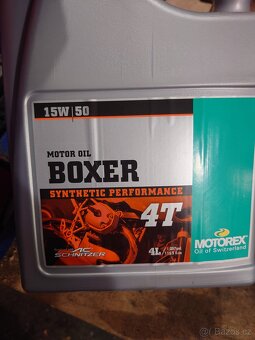 15W/50
MOTOR OIL
BOXER
SYNTHETIC PERFORMANCE
4T
AC
SCHNITZER
4L
MOTOREX
Oil of Switzerland
© Bazos.cz